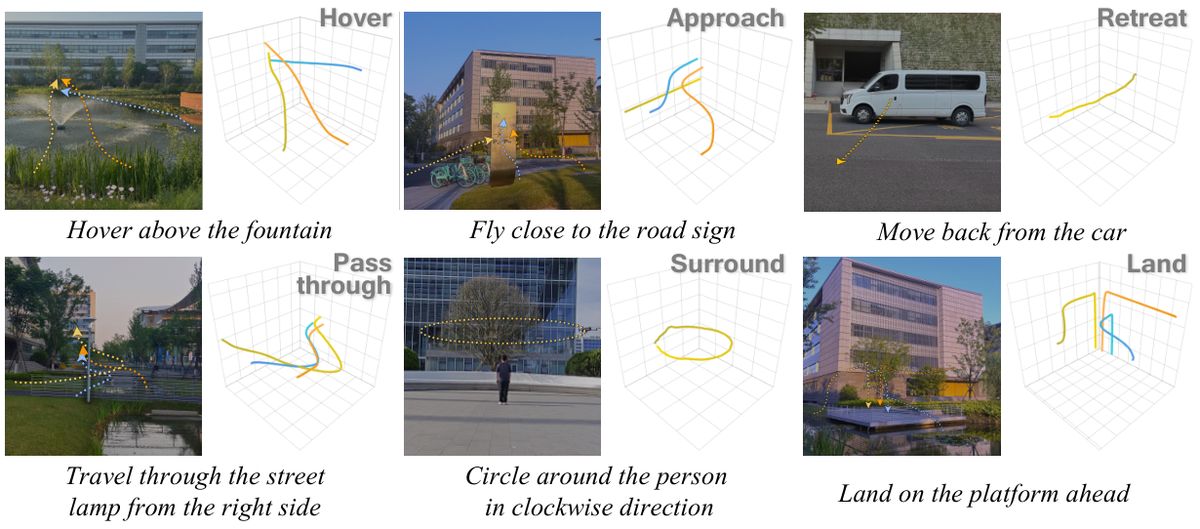 Hover
Approach
Retreat
Hover above the fountain
Fly close to the road sign
Move back from the car
Pass
through
Surround
Land
Travel through the street
lamp from the right side
Circle around the person
in clockwise direction
Land on the platform ahead